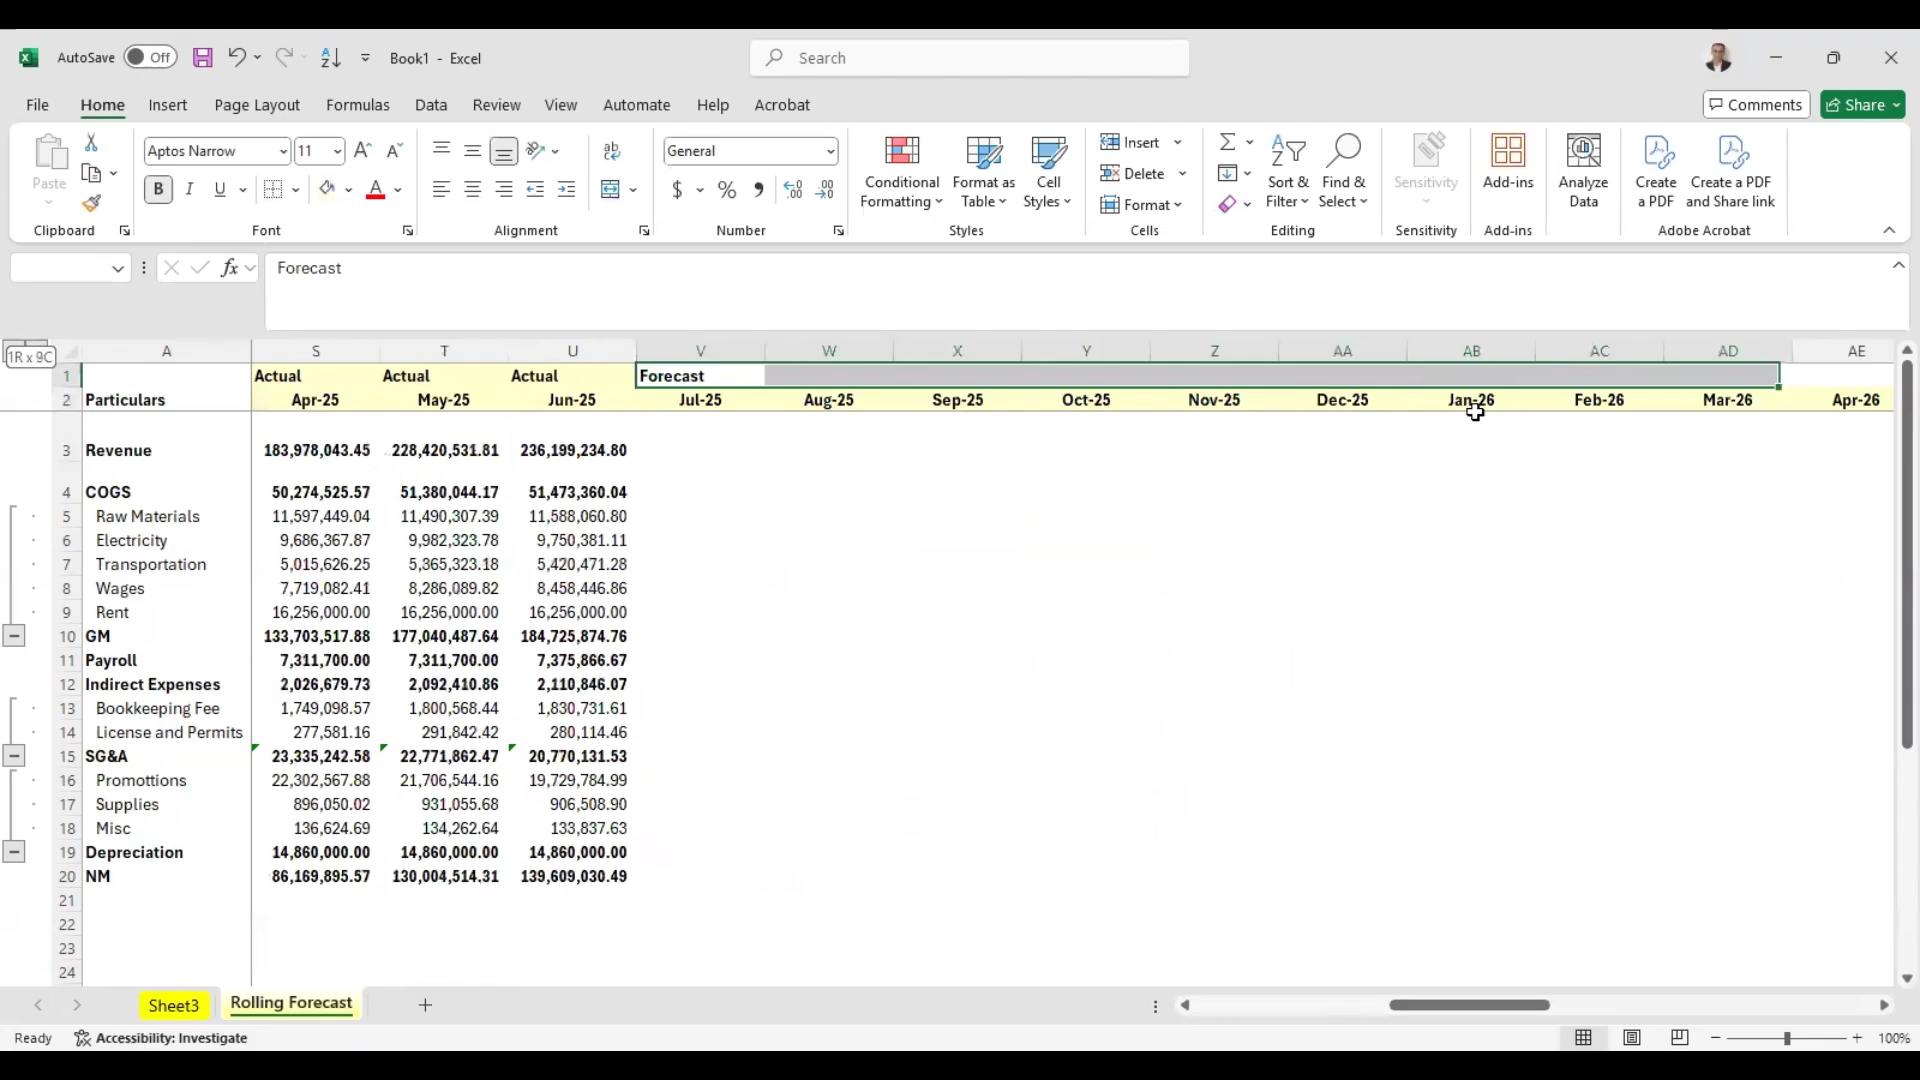 AutoSave Off Book1 - Excel Search
File Home Insert Page Layout Formulas Data Review View Automate Help Acrobat Comments Share
Paste Aptos Narrow 11 General
Conditional Formatting Format as Table Cell Styles
Insert
Delete
Format
Sort & Filter Find & Select Sensitivity Add-ins Analyze Data Create a PDF Create a PDF and Share link
Clipboard Font Alignment Number Styles Cells Editing Sensitivity Add-ins Adobe Acrobat
fx Forecast
1R x 9C A S T U V W X Y Z AA AB AC AD AE
1 Actual Actual Actual Forecast
2 Particulars Apr-25 May-25 Jun-25 Jul-25 Aug-25 Sep-25 Oct-25 Nov-25 Dec-25 Jan-26 Feb-26 Mar-26 Apr-26
3 Revenue 183,978,043.45 228,420,531.81 236,199,234.80
4 COGS 50,274,525.57 51,380,044.17 51,473,360.04
5 Raw Materials 11,597,449.04 11,490,307.39 11,588,060.80
6 Electricity 9,686,367.87 9,982,323.78 9,750,381.11
7 Transportation 5,015,626.25 5,365,323.18 5,420,471.28
8 Wages 7,719,082.41 8,286,089.82 8,458,446.86
9 Rent 16,256,000.00 16,256,000.00 16,256,000.00
10 GM 133,703,517.88 177,040,487.64 184,725,874.76
11 Payroll 7,311,700.00 7,311,700.00 7,375,866.67
12 Indirect Expenses 2,026,679.73 2,092,410.86 2,110,846.07
13 Bookkeeping Fee 1,749,098.57 1,800,568.44 1,830,731.61
14 License and Permits 277,581.16 291,842.42 280,114.46
15 SG&A 23,335,242.58 22,771,862.47 20,770,131.53
16 Promottions 22,302,567.88 21,706,544.16 19,729,784.99
17 Supplies 896,050.02 931,055.68 906,508.90
18 Misc 136,624.69 134,262.64 133,837.63
19 Depreciation 14,860,000.00 14,860,000.00 14,860,000.00
20 NM 86,169,895.57 130,004,514.31 139,609,030.49
21
22
23
24
Sheet3 Rolling Forecast
Ready Accessibility: Investigate 100%